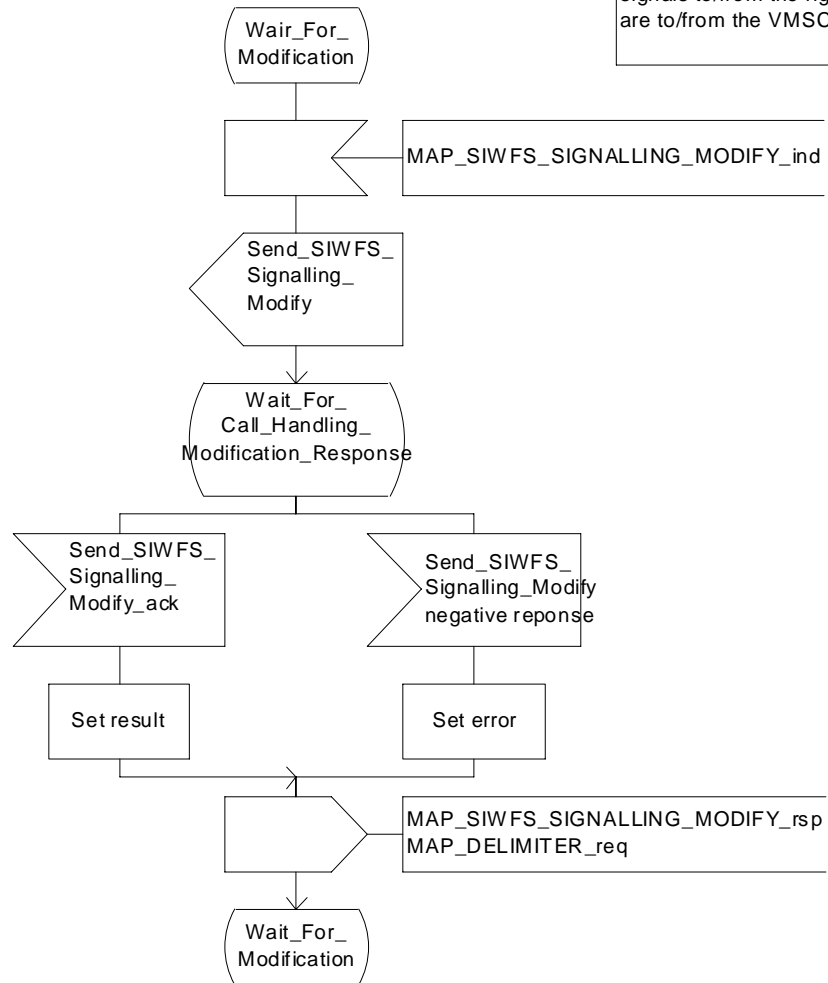 are to/from the VMSC
Wair_For_
Modification
MAP_SIWFS_SIGNALLING_MODIFY_ind
Send_SIWFS_
Signalling_
Modify
Wait_For_
Call_Handling_
Modification_Response
Send_SIWFS_
Signalling_
Modify_ack
Send_SIWFS_
Signalling_Modify
negative reponse
Set result
Set error
MAP_SIWFS_SIGNALLING_MODIFY_rsp
MAP_DELIMITER_req
Wait_For_
Modification